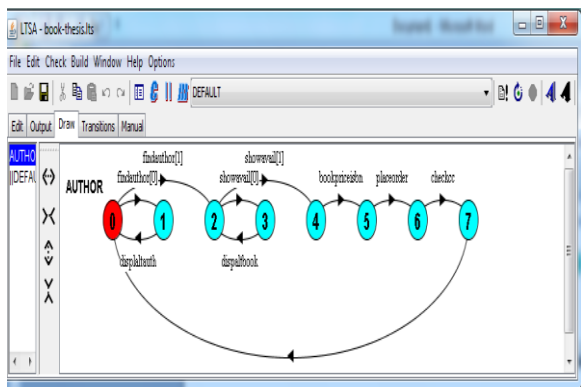 LTSA - book-thesis.lts
File Edit Check Build Window Help Options
DEFAULT
Edit Output Draw Transitions Manual
AUTHO
||DEFAU
AUTHOR
findauthor[1]
showavail[1]
findauthor[0]
showavail[0]
bookpriceisbn
placeorder
checkcc
0 1 2 3 4 5 6 7
displaltauth
dispaltbook